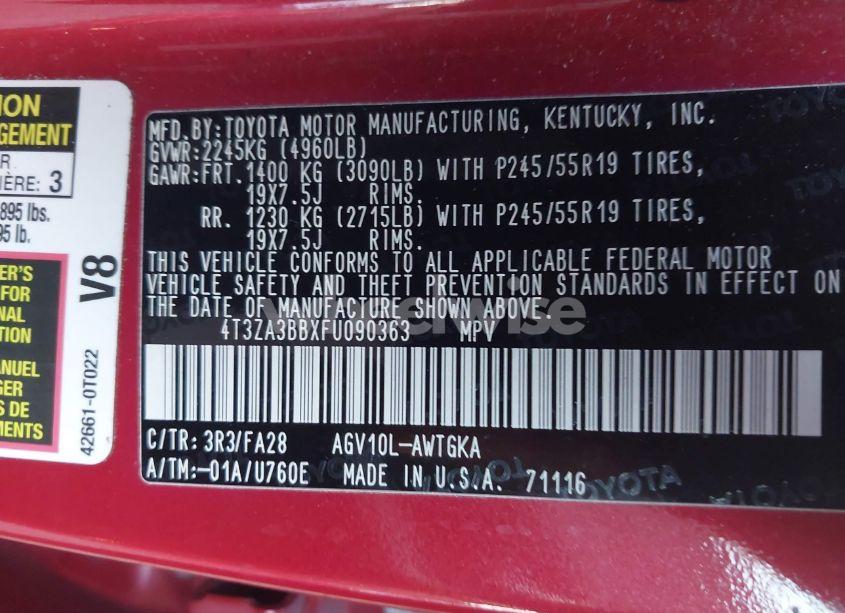 ION
GEMENT
R
IÈRE: 3
895 lbs.
95 lb.
ER'S
FOR
NAL
ON
ANUEL
GER
S DE
MENTS
V8
42661-0T022
MFD.BY:TOYOTA MOTOR MANUFACTURING, KENTUCKY, INC.
GVWR:2245KG (4960LB)
GAWR:FRT.1400 KG (3090LB) WITH P245/55R19 TIRES,
19X7.5J RIMS.
RR. 1230 KG (2715LB) WITH P245/55R19 TIRES,
19X7.5J RIMS.
THIS VEHICLE CONFORMS TO ALL APPLICABLE FEDERAL MOTOR
VEHICLE SAFETY AND THEFT PREVENTION STANDARDS IN EFFECT ON
THE DATE OF MANUFACTURE SHOWN ABOVE.
4T3ZA3BBXFU090363 MPV
C/TR: 3R3/FA28 AGV10L-AWTGKA
A/TM:-01A/U760E MADE IN U.S.A. 71116
TOYOTA